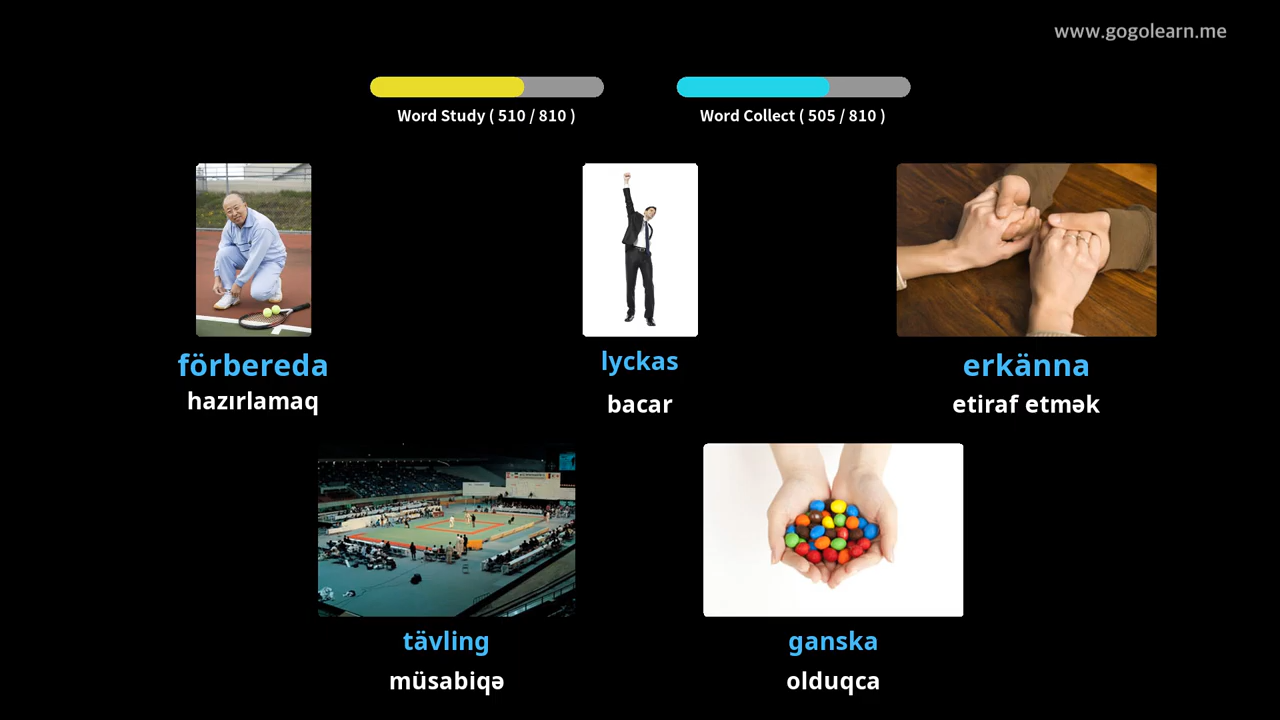 www.gogolearn.me
Word Study ( 510 / 810 )
Word Collect ( 505 / 810 )
förbereda
hazırlamaq
lyckas
bacar
erkänna
etiraf etmək
tävling
müsabiqə
ganska
olduqca